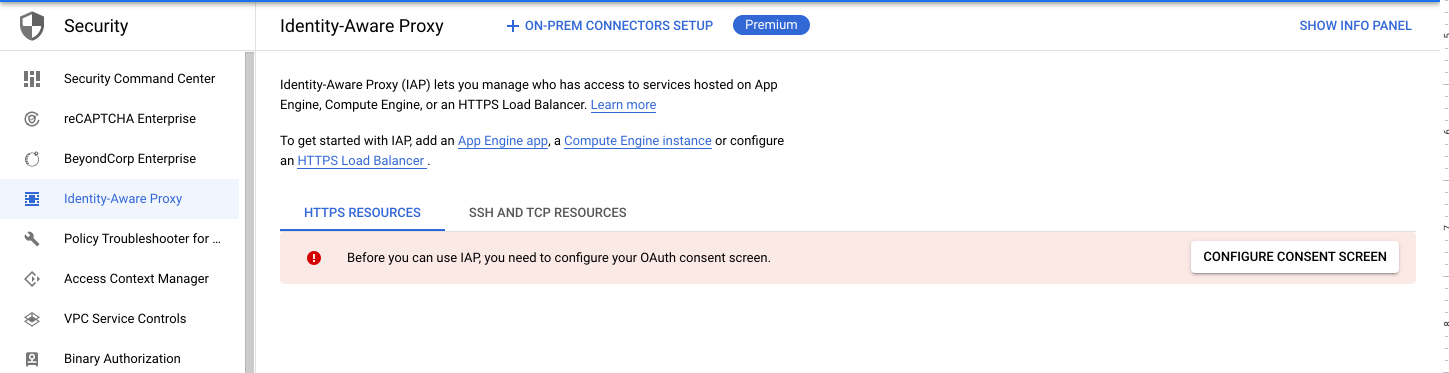 Security
Identity-Aware Proxy
ON-PREM CONNECTORS SETUP
Premium
SHOW INFO PANEL
Security Command Center
reCAPTCHA Enterprise
BeyondCorp Enterprise
Identity-Aware Proxy
Policy Troubleshooter for ...
Access Context Manager
VPC Service Controls
Binary Authorization
Identity-Aware Proxy (IAP) lets you manage who has access to services hosted on App
Engine, Compute Engine, or an HTTPS Load Balancer. Learn more
To get started with IAP, add an App Engine app, a Compute Engine instance or configure
an HTTPS Load Balancer .
HTTPS RESOURCES
SSH AND TCP RESOURCES
Before you can use IAP, you need to configure your OAuth consent screen.
CONFIGURE CONSENT SCREEN
5
6
7
8